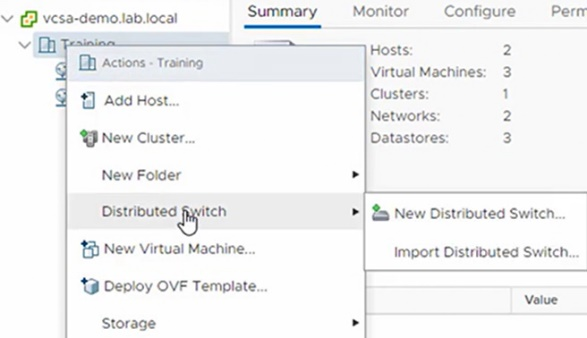 vcsa-demo.lab.local
Summary Monitor Configure
Training
Actions - Training
Hosts: 2
Add Host...
Virtual Machines: 3
Clusters: 1
New Cluster...
Networks: 2
Datastores: 3
New Folder
Distributed Switch
New Distributed Switch...
New Virtual Machine...
Import Distributed Switch...
Deploy OVF Template...
Value
Storage